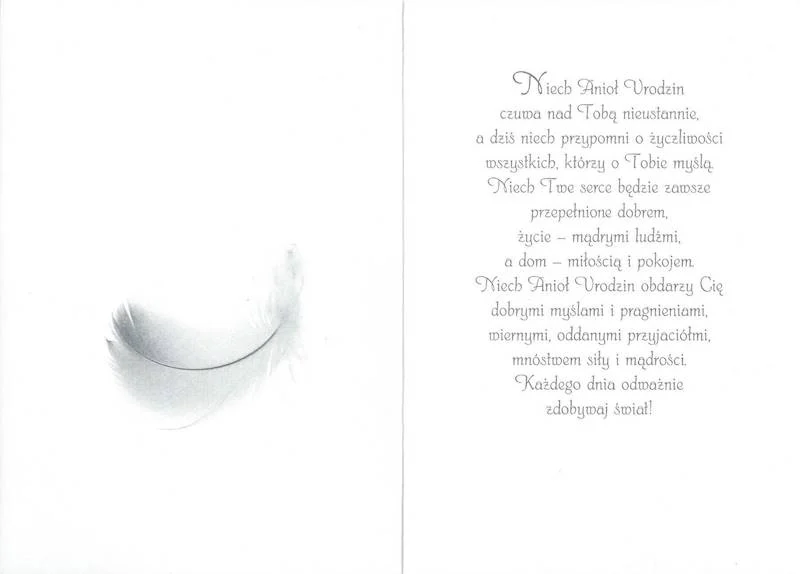 Niech Anioł Urodzin
czuwa nad Tobą nieustannie,
a dziś niech przypomni o życzliwości
wszystkich, którzy o Tobie myślą.
Niech Twe serce będzie zawsze
przepełnione dobrem,
życie – mądrymi ludźmi,
a dom – miłością i pokojem.
Niech Anioł Urodzin obdarzy Cię
dobrymi myślami i pragnieniami,
wiernymi, oddanymi przyjaciółmi,
mnóstwem siły i mądrości.
Każdego dnia odważnie
zdobywaj świat!